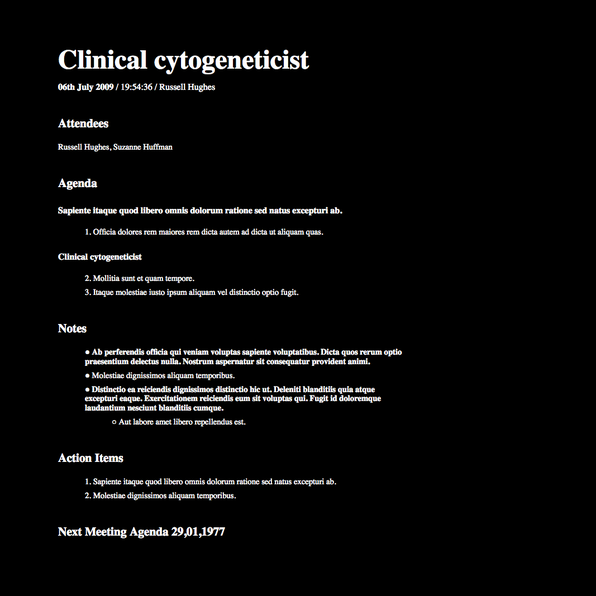 Clinical cytogeneticist
06th July 2009 / 19:54:36 / Russell Hughes
Attendees
Russell Hughes, Suzanne Huffman
Agenda
Sapiente itaque quod libero omnis dolorum ratione sed natus excepturi ab.
1. Officia dolores rem maiores rem dicta autem ad dicta ut aliquam quas.
Clinical cytogeneticist
2. Mollitia sunt et quam tempore.
3. Itaque molestiae iusto ipsum aliquam vel distinctio optio fugit.
Notes
● Ab perferendis officia qui veniam voluptas sapiente voluptatibus. Dicta quos rerum optio
praesentium delectus nulla. Nostrum aspernatur sit consequatur provident animi.
● Molestiae dignissimos aliquam temporibus.
● Distinctio ea reiciendis dignissimos distinctio hic ut. Deleniti blanditiis quia atque
excepturi eaque. Exercitationem reiciendis eum sit voluptas qui. Fugit id doloremque
laudantium nesciunt blanditiis cumque.
○ Aut labore amet libero repellendus est.
Action Items
1. Sapiente itaque quod libero omnis dolorum ratione sed natus excepturi ab.
2. Molestiae dignissimos aliquam temporibus.
Next Meeting Agenda 29,01,1977